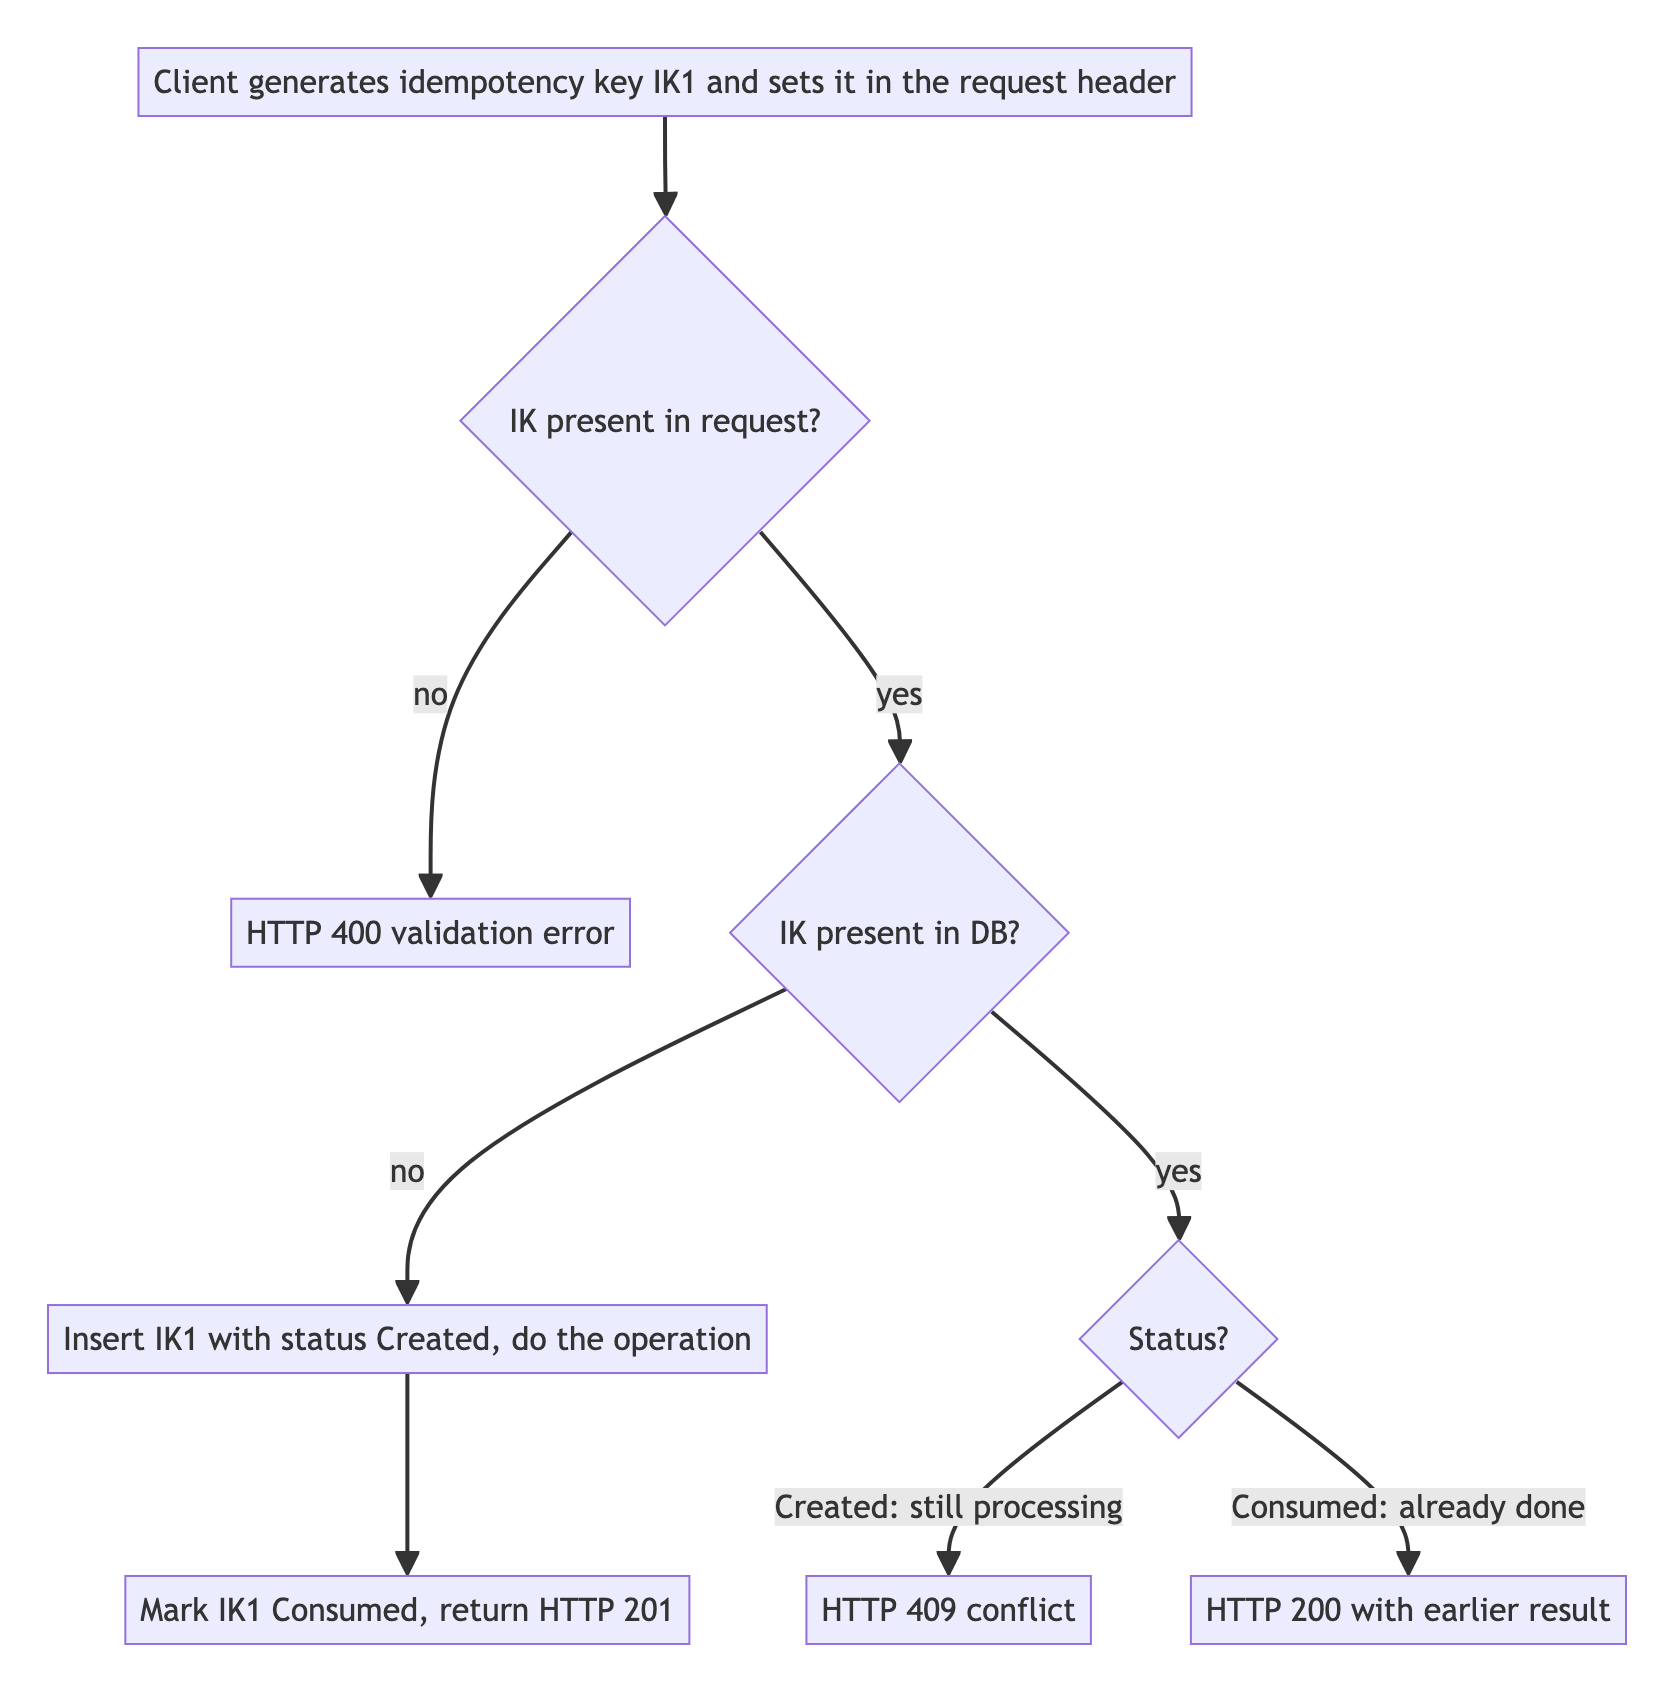 Client generates idempotency key IK1 and sets it in the request header
IK present in request?
no
yes
HTTP 400 validation error
IK present in DB?
no
yes
Insert IK1 with status Created, do the operation
Status?
Created: still processing
Consumed: already done
Mark IK1 Consumed, return HTTP 201
HTTP 409 conflict
HTTP 200 with earlier result